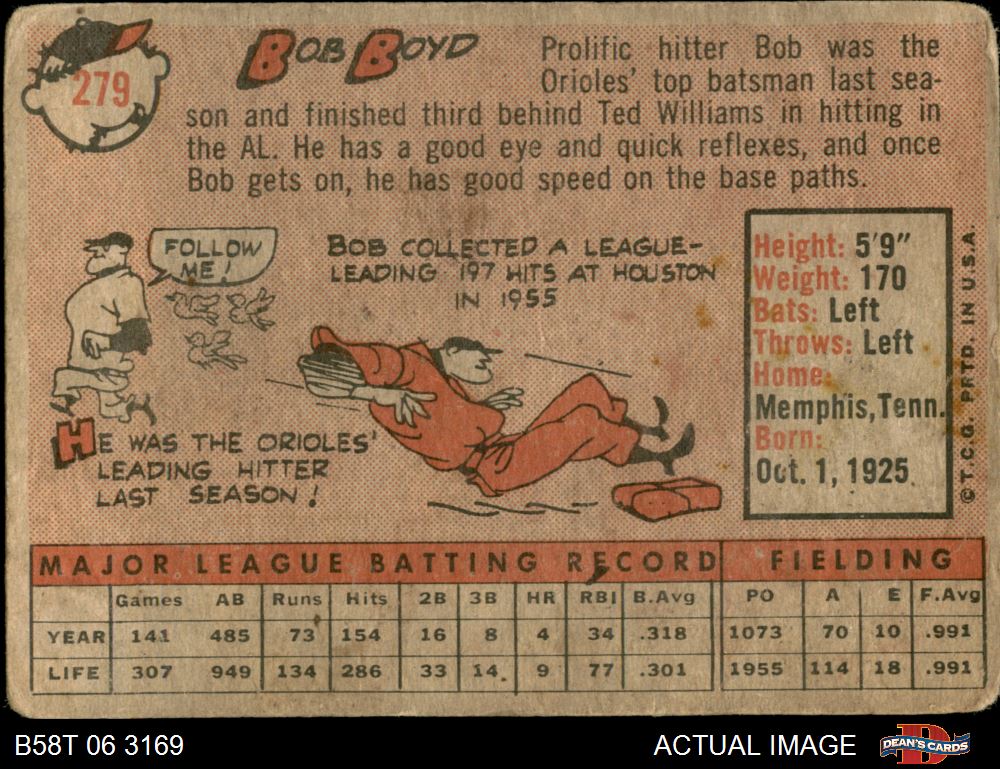 279
BOB BOYD
Prolific hitter Bob was the
Orioles' top batsman last sea-
son and finished third behind Ted Williams in hitting in
the AL. He has a good eye and quick reflexes, and once
Bob gets on, he has good speed on the base paths.
FOLLOW
ME!
BOB COLLECTED A LEAGUE-
LEADING 197 HITS AT HOUSTON
IN 1955
HE WAS THE ORIOLES'
LEADING HITTER
LAST SEASON!
Height: 5'9"
Weight: 170
Bats: Left
Throws: Left
Home:
Memphis, Tenn.
Born:
Oct. 1, 1925
© T.C.G. PRTD. IN U.S.A.
MAJOR LEAGUE BATTING RECORD FIELDING
Games AB Runs Hits 2B 3B HR RBI B.Avg PO A E F.Avg
YEAR 141 485 73 154 16 8 4 34 .318 1073 70 10 .991
LIFE 307 949 134 286 33 14 9 77 .301 1955 114 18 .991
B58T 06 3169 ACTUAL IMAGE DEAN'S CARDS